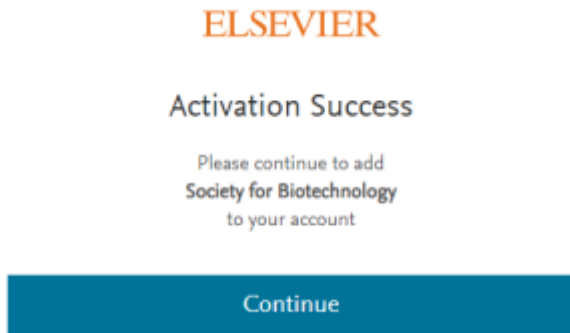 ELSEVIER
Activation Success
Please continue to add
Society for Biotechnology
to your account
Continue